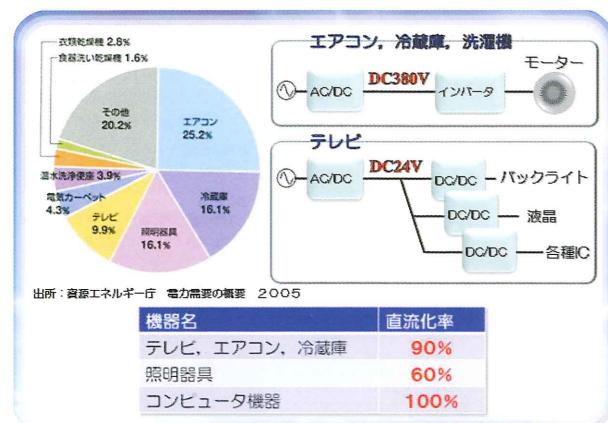 衣類乾燥機 2.8%
食器洗い乾燥機 1.6%
その他
20.2%
エアコン
25.2%
温水洗浄便座 3.9%
電気カーペット
4.3%
テレビ
9.9%
照明器具
16.1%
冷蔵庫
16.1%
エアコン，冷蔵庫，洗濯機
モーター
AC/DC
DC380V
インバータ
テレビ
AC/DC
DC24V
DC/DC
バックライト
DC/DC
液晶
DC/DC
各種IC
出所：資源エネルギー庁 電力需要の概要 2005
機器名 直流化率
テレビ，エアコン，冷蔵庫 90%
照明器具 60%
コンピュータ機器 100%